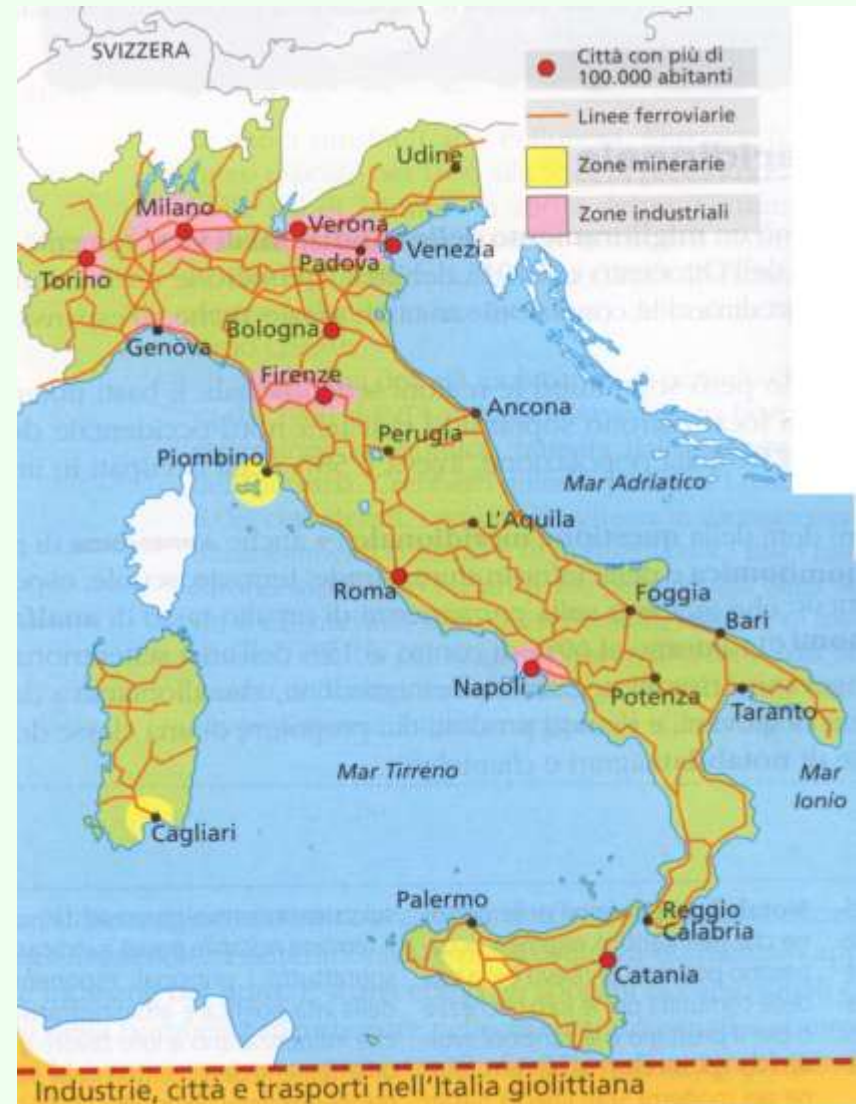 SVIZZERA
Città con più di
100.000 abitanti
Linee ferroviarie
Zone minerarie
Zone industriali
Udine
Milano
Verona
Venezia
Padova
Torino
Bologna
Genova
Firenze
Ancona
Perugia
Piombino
Mar Adriatico
L'Aquila
Roma
Foggia
Bari
Napoli
Potenza
Taranto
Mar Tirreno
Mar
Ionio
Cagliari
Palermo
Reggio
Calabria
Catania
Industrie, città e trasporti nell'Italia giolittiana